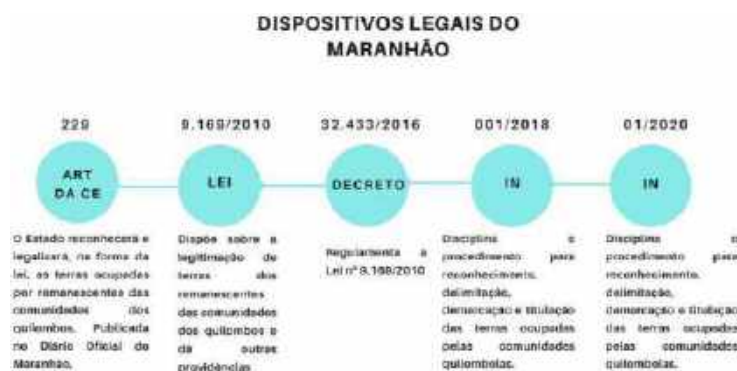 DISPOSITIVOS LEGAIS DO
MARANHÃO
229
ART
DA CE
O Estado reconhecerá e
legalizará, na forma da
lei, as terras ocupadas
por remanescentes das
comunidades dos
quilombos. Publicada
no Diário Oficial do
Maranhão.
9.169/2010
LEI
Dispõe sobre a
legitimação de
terras dos
remanescentes
das comunidades
dos quilombos e
dá outras
providências
32.433/2016
DECRETO
Regulamenta a
Lei nº 9.169/2010
001/2018
IN
Disciplina o
procedimento para
reconhecimento,
delimitação,
demarcação e titulação
das terras ocupadas
pelas comunidades
quilombolas.
01/2020
IN
Disciplina o
procedimento para
reconhecimento,
delimitação,
demarcação e titulação
das terras ocupadas
pelas comunidades
quilombolas.